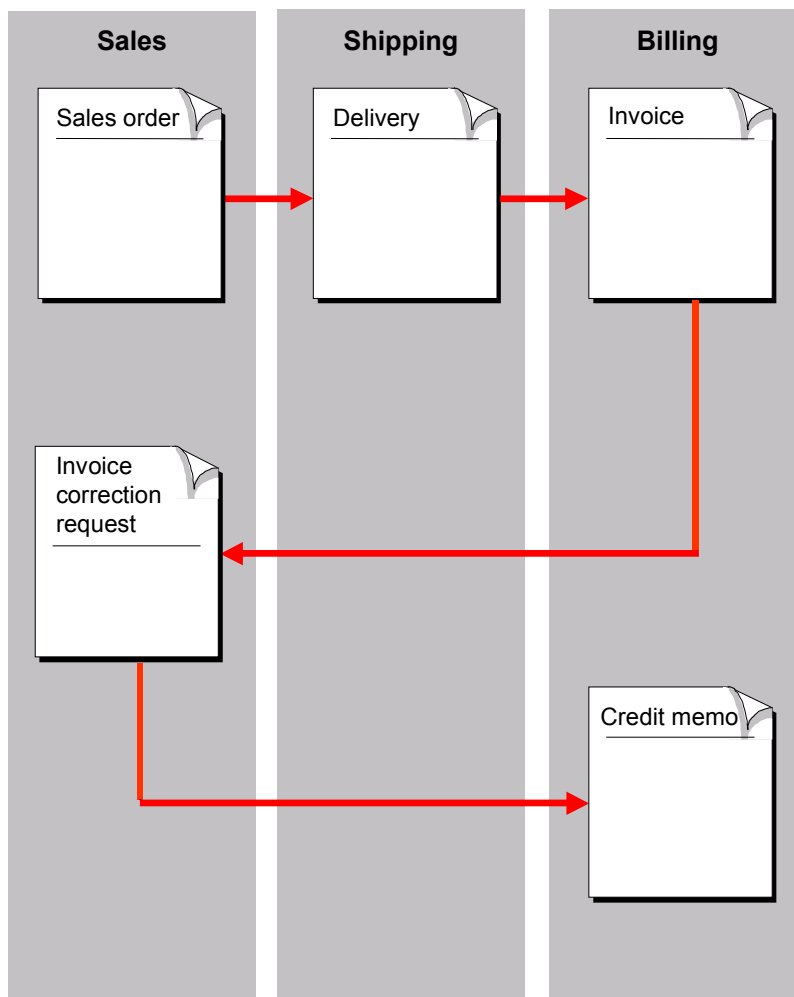 Sales
Shipping
Billing
Sales order
Delivery
Invoice
Invoice
correction
request
Credit memo